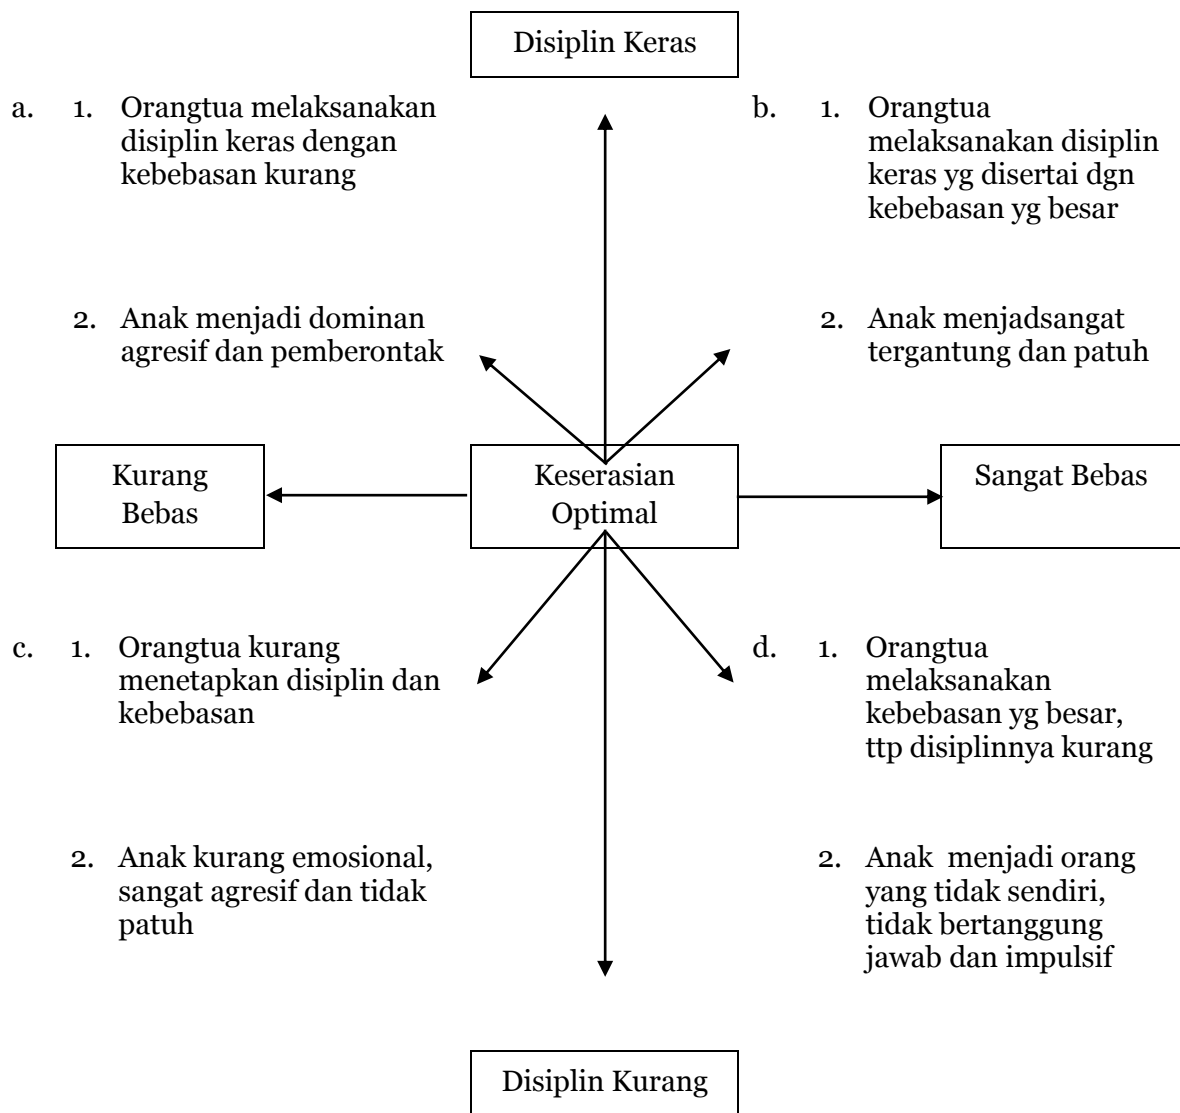 Disiplin Keras
a. 1. Orangtua melaksanakan
disiplin keras dengan
kebebasan kurang
2. Anak menjadi dominan
agresif dan pemberontak
b. 1. Orangtua
melaksanakan disiplin
keras yg disertai dgn
kebebasan yg besar
2. Anak menjadsangat
tergantung dan patuh
Kurang
Bebas
Keserasian
Optimal
Sangat Bebas
c. 1. Orangtua kurang
menetapkan disiplin dan
kebebasan
2. Anak kurang emosional,
sangat agresif dan tidak
patuh
d. 1. Orangtua
melaksanakan
kebebasan yg besar,
ttp disiplinnya kurang
2. Anak menjadi orang
yang tidak sendiri,
tidak bertanggung
jawab dan impulsif
Disiplin Kurang